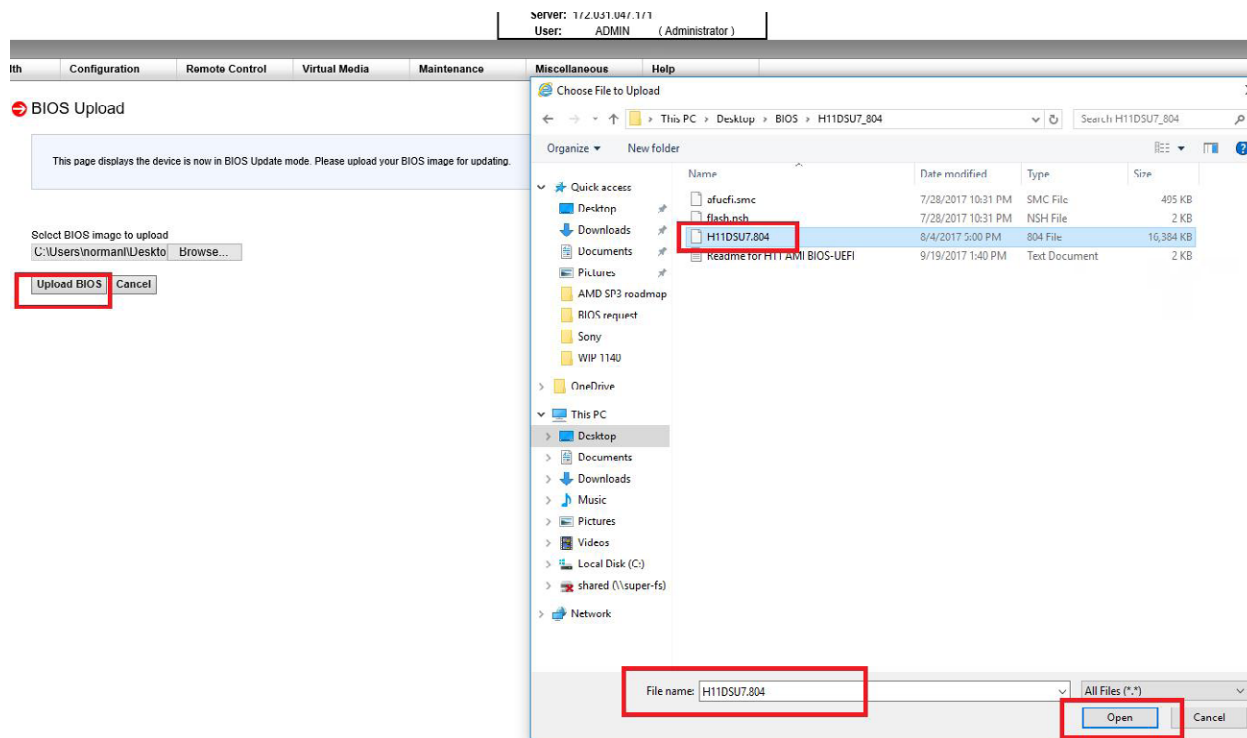 Server: 172.031.047.171
User: ADMIN ( Administrator )
lth Configuration Remote Control Virtual Media Maintenance Miscellaneous Help
BIOS Upload
This page displays the device is now in BIOS Update mode. Please upload your BIOS image for updating.
Select BIOS image to upload
C:\Users\normanl\Deskto Browse...
Upload BIOS Cancel
Choose File to Upload
This PC > Desktop > BIOS > H11DSU7_804
Search H11DSU7_804
Organize New folder
Name Date modified Type Size
afuefi.smc 7/28/2017 10:31 PM SMC File 495 KB
flash.nsh 7/28/2017 10:31 PM NSH File 2 KB
H11DSU7.804 8/4/2017 5:00 PM 804 File 16,384 KB
Readme for H11 AMI BIOS-UEFI 9/19/2017 1:40 PM Text Document 2 KB
Quick access
Desktop
Downloads
Documents
Pictures
AMD SP3 roadmap
BIOS request
Sony
WIP 1140
OneDrive
This PC
Desktop
Documents
Downloads
Music
Pictures
Videos
Local Disk (C:)
shared (\\super-fs)
Network
File name: H11DSU7.804
All Files (*.*)
Open Cancel